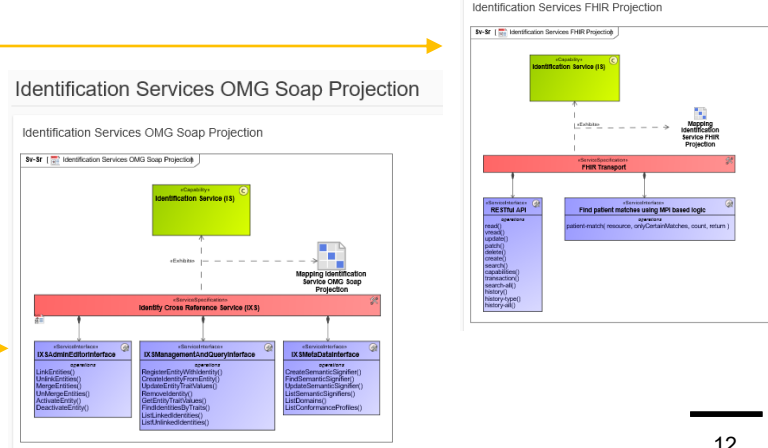 Identification Services FHIR Projection
Sv-Sr | Identification Services FHIR Projection
«Capability»
Identification Service (IS)
C
«Exhibits»
Mapping
Identification
Service FHIR
Projection
«ServiceSpecification»
FHIR Transport
«ServiceInterface»
RESTful API
operations
read()
vread()
update()
patch()
delete()
create()
search()
capabilities()
transaction()
search-all()
history()
history-type()
history-all()
«ServiceInterface»
Find patient matches using MPI based logic
operations
patient-match( resource, onlyCertainMatches, count, return )
Identification Services OMG Soap Projection
Identification Services OMG Soap Projection
Sv-Sr | Identification Services OMG Soap Projection
«Capability»
Identification Service (IS)
C
«Exhibits»
Mapping Identification
Service OMG Soap
Projection
«ServiceSpecification»
Identify Cross Reference Service (IXS)
«ServiceInterface»
IXSAdminEditorInterface
operations
LinkEntities()
UnlinkEntities()
MergeEntities()
UnMergeEntities()
ActivateEntity()
DeactivateEntity()
«ServiceInterface»
IXSManagementAndQueryInterface
operations
RegisterEntityWithIdentity()
CreateIdentityFromEntity()
UpdateEntityTraitValues()
RemoveIdentity()
GetEntityTraitValues()
FindIdentitiesByTraits()
ListLinkedIdentities()
ListUnlinkedIdentities()
«ServiceInterface»
IXSMetaDataInterface
operations
CreateSemanticSignifier()
FindSemanticSignifier()
UpdateSemanticSignifier()
ListSemanticSignifiers()
ListDomains()
ListConformanceProfiles()
12